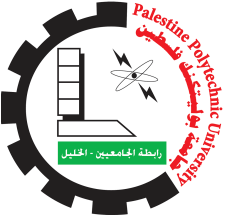 Palestine Polytechnic University
جامعة بوليتكنك فلسطين
رابطة الجامعيين - الخليل